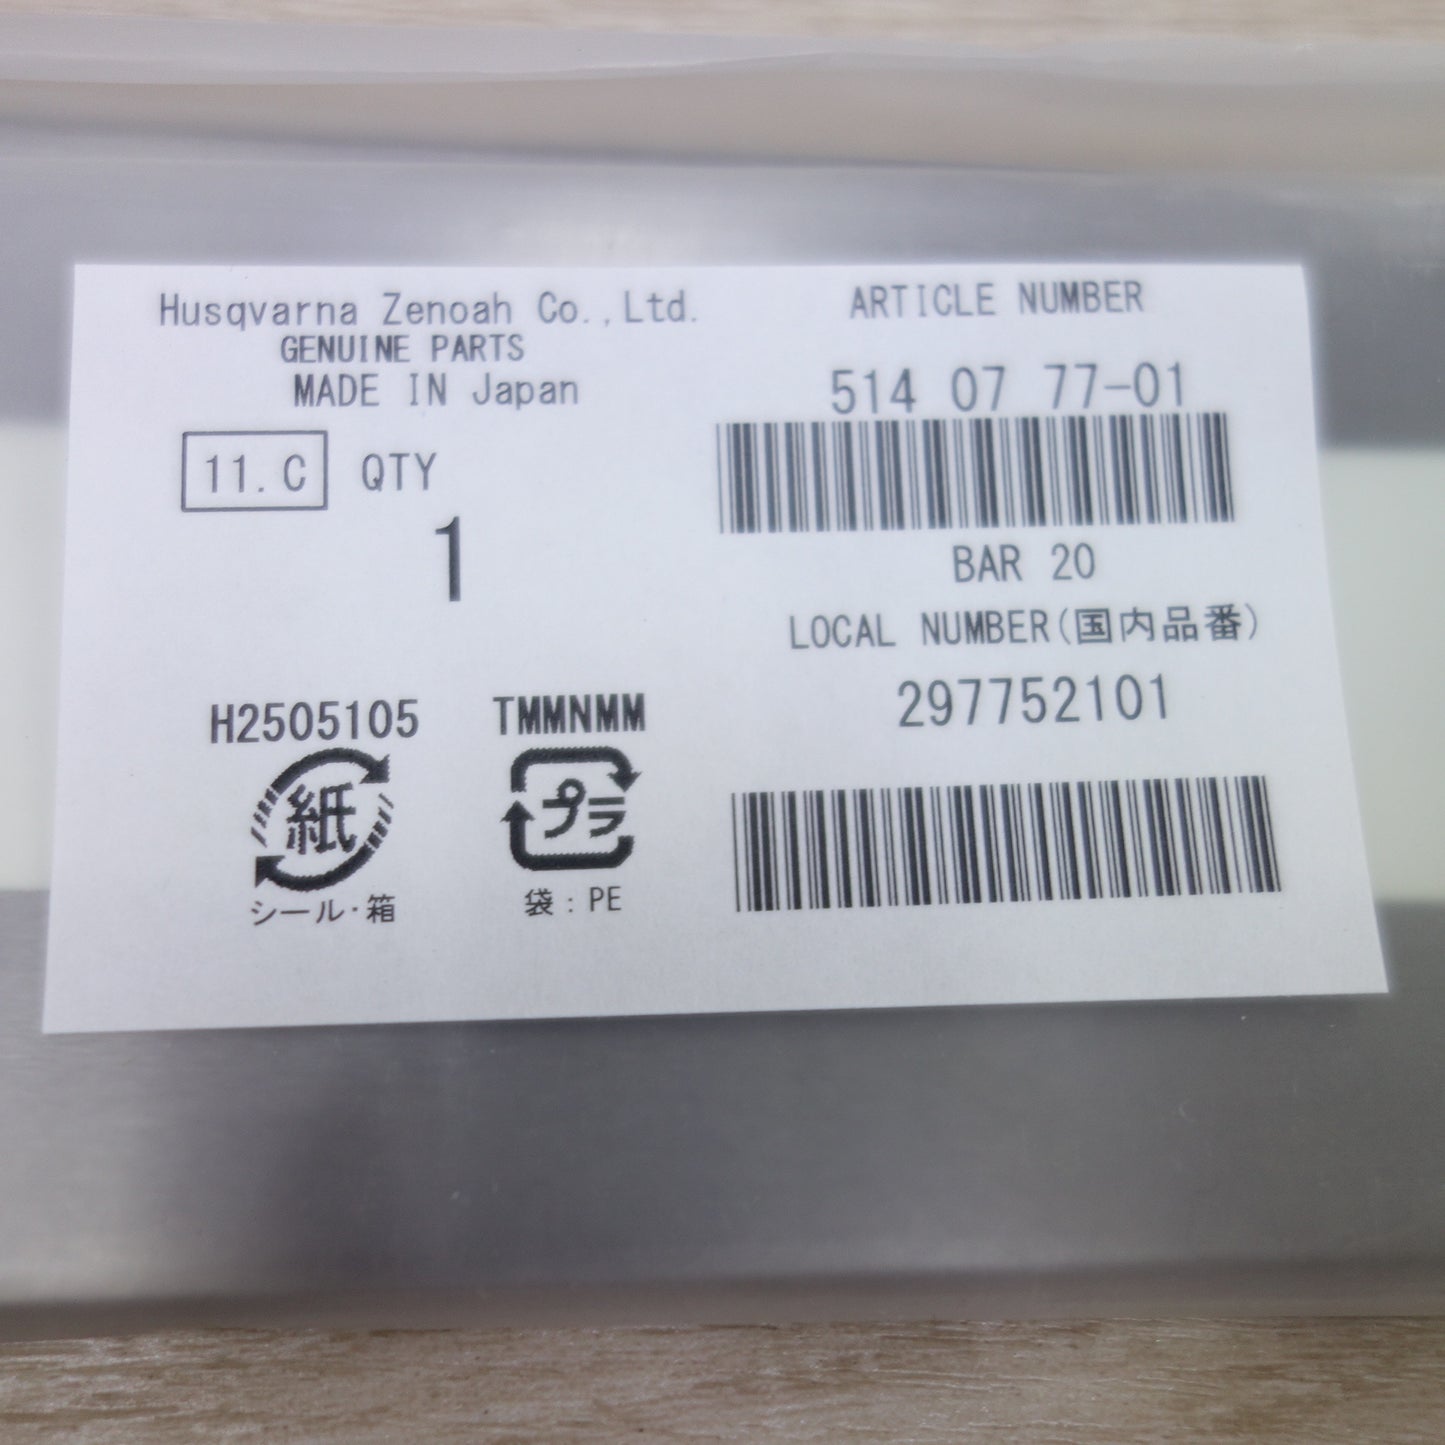 Husqvarna Zenoah Co.,Ltd.
GENUINE PARTS
MADE IN Japan
11.C QTY
1
ARTICLE NUMBER
514 07 77-01
BAR 20
LOCAL NUMBER(国内品番)
297752101
H2505105
紙
シール・箱
TMMNMM
プラ
袋：PE